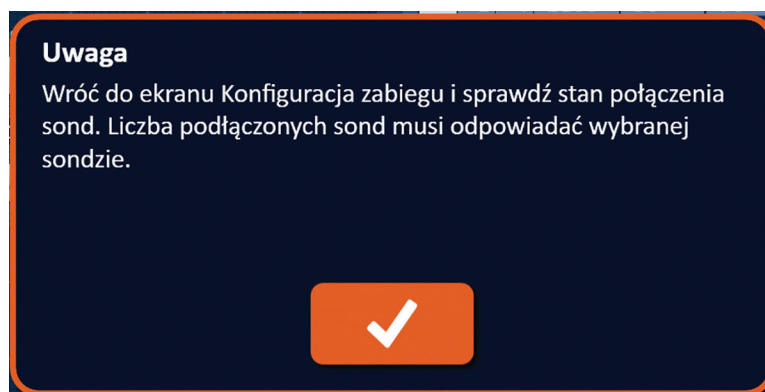 Uwaga
Wróć do ekranu Konfiguracja zabiegu i sprawdź stan połączenia
sond. Liczba podłączonych sond musi odpowiadać wybranej
sondzie.